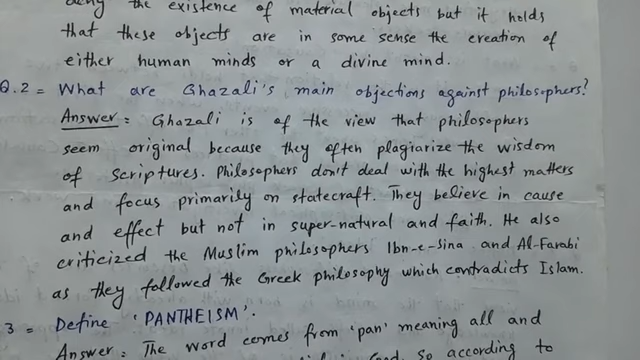 deny the existence of material objects but it holds
that these objects are in some sense the creation of
either human minds or a divine mind.
Q.2 = What are Ghazali's main objections against philosophers?
Answer: Ghazali is of the view that philosophers
seem original because they often plagiarize the wisdom
of scriptures. Philosophers don't deal with the highest matters
and focus primarily on statecraft. They believe in cause
and effect but not in super-natural and faith. He also
criticized the Muslim philosophers Ibn-e-Sina and Al-Farabi
as they followed the Greek philosophy which contradicts Islam.
3 = Define 'PANTHEISM'.
Answer: The word comes from 'pan' meaning all and
God. So according to